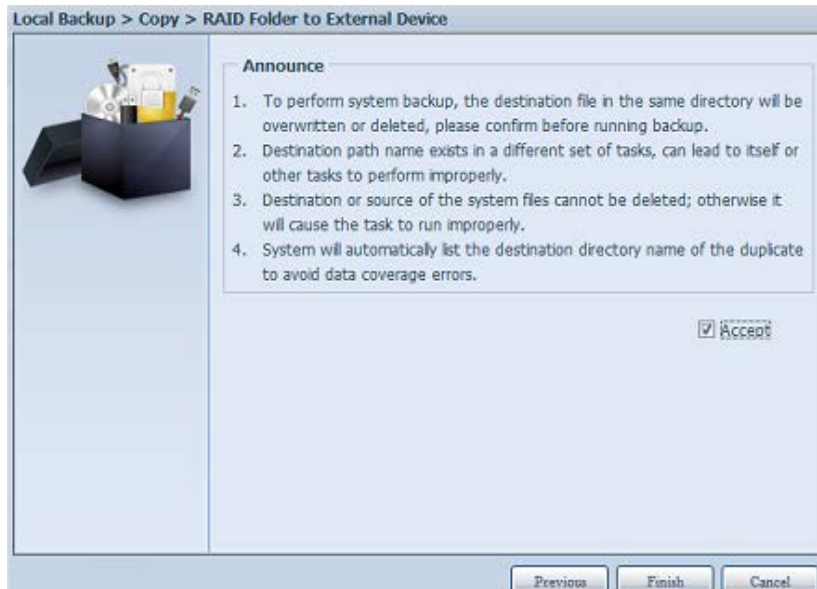 Local Backup > Copy > RAID Folder to External Device
Announce
1. To perform system backup, the destination file in the same directory will be
overwritten or deleted, please confirm before running backup.
2. Destination path name exists in a different set of tasks, can lead to itself or
other tasks to perform improperly.
3. Destination or source of the system files cannot be deleted; otherwise it
will cause the task to run improperly.
4. System will automatically list the destination directory name of the duplicate
to avoid data coverage errors.
Accept
Previous Finish Cancel